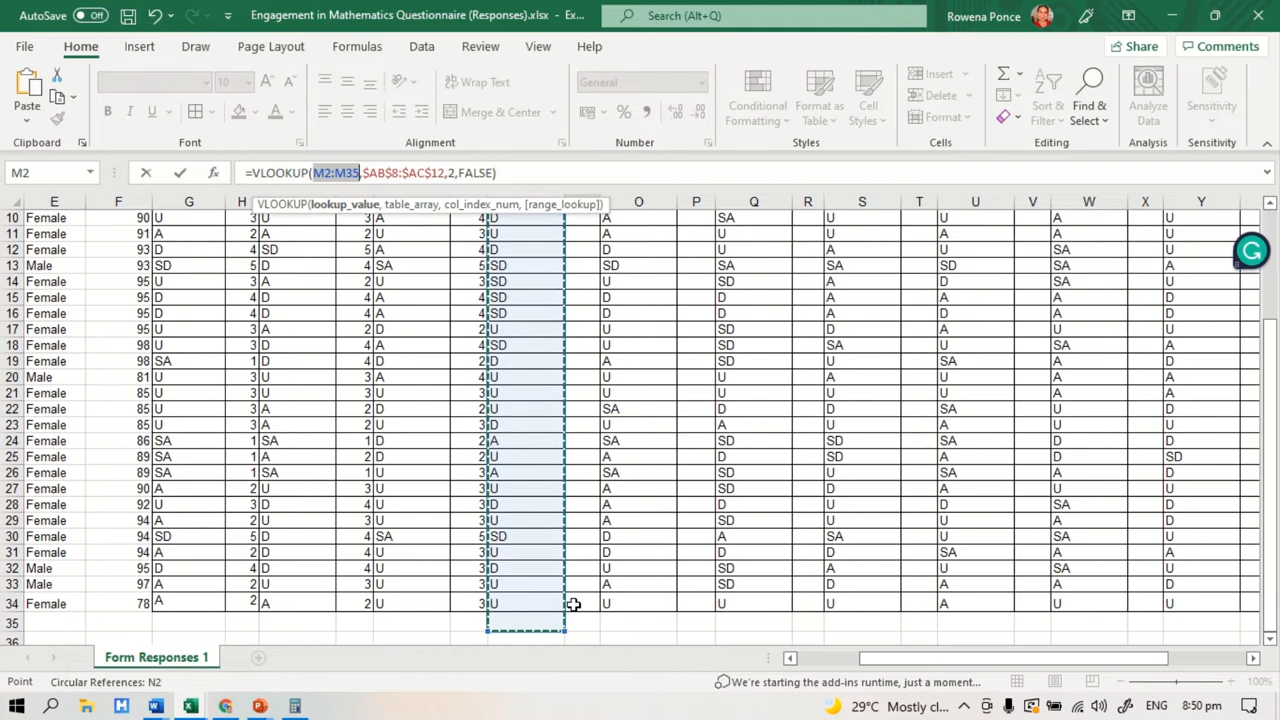 AutoSave Off Engagement in Mathematics Questionnaire (Responses).xlsx - Ex... Search (Alt+Q) Rowena Ponce
File Home Insert Draw Page Layout Formulas Data Review View Help Share Comments
Paste 10 A A Wrap Text General Conditional Formatting Format as Table Cell Styles Insert Delete Format Sort & Filter Find & Select Analyze Data Sensitivity
B I U A Merge & Center % ,
Clipboard Font Alignment Number Styles Cells Editing Analysis Sensitivity
M2 fx =VLOOKUP(M2:M35,$AB$8:$AC$12,2,FALSE)
VLOOKUP(lookup_value, table_array, col_index_num, [range_lookup])
E F G H I J K L O P Q R S T U V W X Y
10 Female 90 U 3 U 3 A 4 D A SA U U A U
11 Female 91 A 2 A 2 U 3 U A U A A A U
12 Female 93 D 4 SD 5 A 4 D D U A U SA U
13 Male 93 SD 5 D 4 SA 5 SD SD SA SA SD SA A
14 Female 95 U 3 A 2 U 3 SD U SD A D SA U
15 Female 95 D 4 D 4 A 4 SD D D A A A D
16 Female 95 D 4 D 4 A 4 SD D D A D A D
17 Female 95 U 3 A 2 D 2 U U SD D A U U
18 Female 98 U 3 D 4 A 4 SD U SD SA U SA A
19 Female 98 SA 1 D 4 D 2 D A SD U SA A D
20 Male 81 U 3 U 3 A 4 U U U A U A A
21 Female 85 U 3 U 3 U 3 U U U U U A A
22 Female 85 U 3 A 2 D 2 U SA D D SA U D
23 Female 85 U 3 A 2 U 3 D U A U A D U
24 Female 86 SA 1 SA 1 D 2 A SA SD SD SA D D
25 Female 89 SA 1 A 2 D 2 U A D SD A D SD
26 Female 89 SA 1 SA 1 U 3 A SA SD U SA A D
27 Female 90 A 2 U 3 U 3 U A SD D A U U
28 Female 92 U 3 D 4 U 3 D A D U D SA D
29 Female 94 A 2 U 3 U 3 U A SD U U A U
30 Female 94 SD 5 D 4 SA 5 SD D A SA U SA U
31 Female 94 A 2 D 4 U 3 U D D D SA A A
32 Male 95 D 4 D 4 U 3 D U SD A U SA U
33 Male 97 A 2 U 3 U 3 U A SD D A A D
34 Female 78 A 2 A 2 U 3 U U U U A U U
35
36
Form Responses 1
Point Circular References: N2 We're starting the add-ins runtime, just a moment... 100%
29°C Mostly cl... ENG 8:50 pm